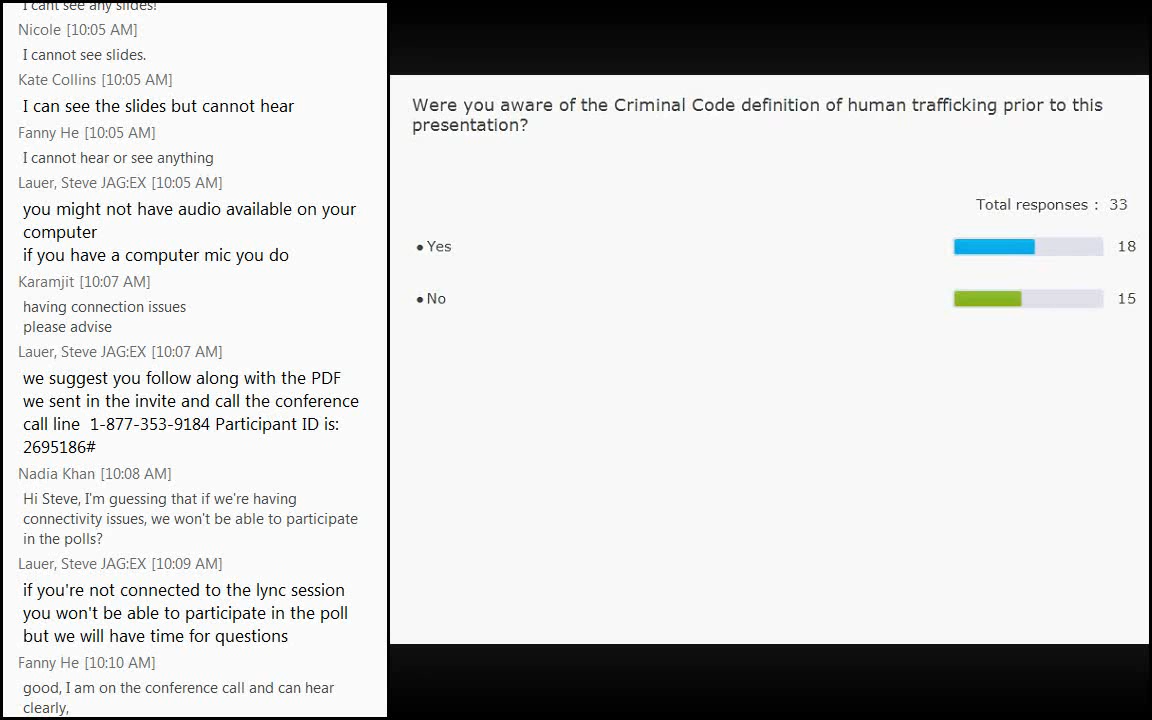 I cant see any slides!
Nicole [10:05 AM]
I cannot see slides.
Kate Collins [10:05 AM]
I can see the slides but cannot hear
Fanny He [10:05 AM]
I cannot hear or see anything
Lauer, Steve JAG:EX [10:05 AM]
you might not have audio available on your
computer
if you have a computer mic you do
Karamjit [10:07 AM]
having connection issues
please advise
Lauer, Steve JAG:EX [10:07 AM]
we suggest you follow along with the PDF
we sent in the invite and call the conference
call line  1-877-353-9184 Participant ID is:
2695186#
Nadia Khan [10:08 AM]
Hi Steve, I'm guessing that if we're having
connectivity issues, we won't be able to participate
in the polls?
Lauer, Steve JAG:EX [10:09 AM]
if you're not connected to the lync session
you won't be able to participate in the poll
but we will have time for questions
Fanny He [10:10 AM]
good, I am on the conference call and can hear
clearly,
Were you aware of the Criminal Code definition of human trafficking prior to this
presentation?
Total responses : 33
• Yes 18
• No 15